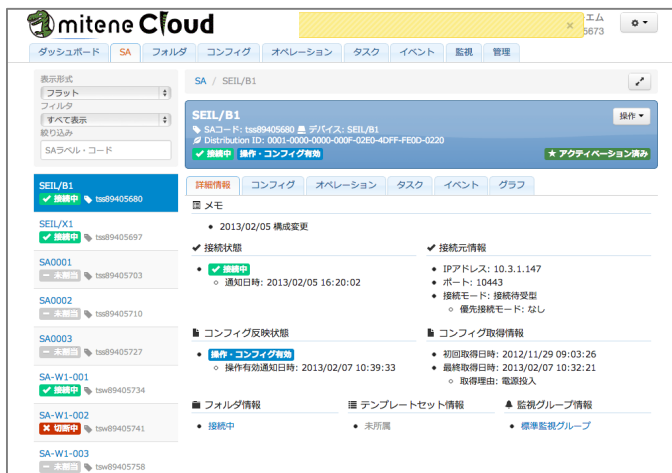 mitene Cloud
エム
5673
ダッシュボード SA フォルダ コンフィグ オペレーション タスク イベント 監視 管理
表示形式
フラット
フィルタ
すべて表示
絞り込み
SAラベル・コード
SEIL/B1
接続中 tss89405680
SEIL/X1
接続中 tss89405697
SA0001
未割当 tss89405703
SA0002
未割当 tss89405710
SA0003
未割当 tss89405727
SA-W1-001
接続中 tsw89405734
SA-W1-002
切断中 tsw89405741
SA-W1-003
未割当 tsw89405758
SA / SEIL/B1
SEIL/B1
操作
SAコード: tss89405680 デバイス: SEIL/B1
Distribution ID: 0001-0000-0000-000F-02E0-4DFF-FE0D-0220
接続中 操作・コンフィグ有効
アクティベーション済み
詳細情報 コンフィグ オペレーション タスク イベント グラフ
メモ
2013/02/05 構成変更
接続状態
接続中
通知日時: 2013/02/05 16:20:02
接続元情報
IPアドレス: 10.3.1.147
ポート: 10443
接続モード: 接続待受型
優先接続モード: なし
コンフィグ反映状態
操作・コンフィグ有効
操作有効通知日時: 2013/02/07 10:39:33
コンフィグ取得情報
初回取得日時: 2012/11/29 09:03:26
最終取得日時: 2013/02/07 10:32:21
取得理由: 電源投入
フォルダ情報
接続中
テンプレートセット情報
未所属
監視グループ情報
標準監視グループ